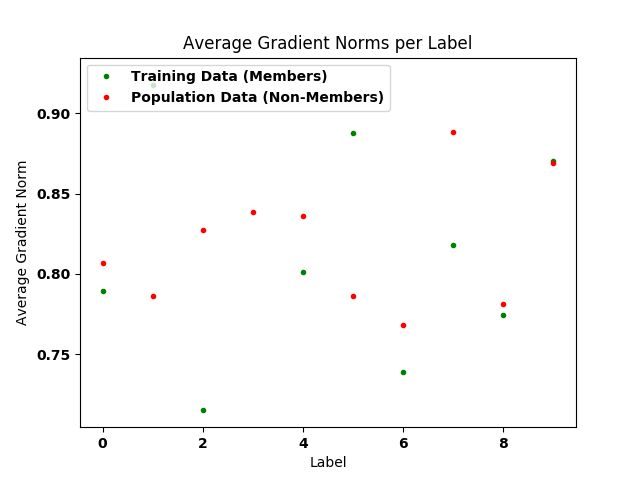 Average Gradient Norms per Label
Training Data (Members)
Population Data (Non-Members)
0.90
0.85
0.80
0.75
Average Gradient Norm
0
2
4
6
8
Label